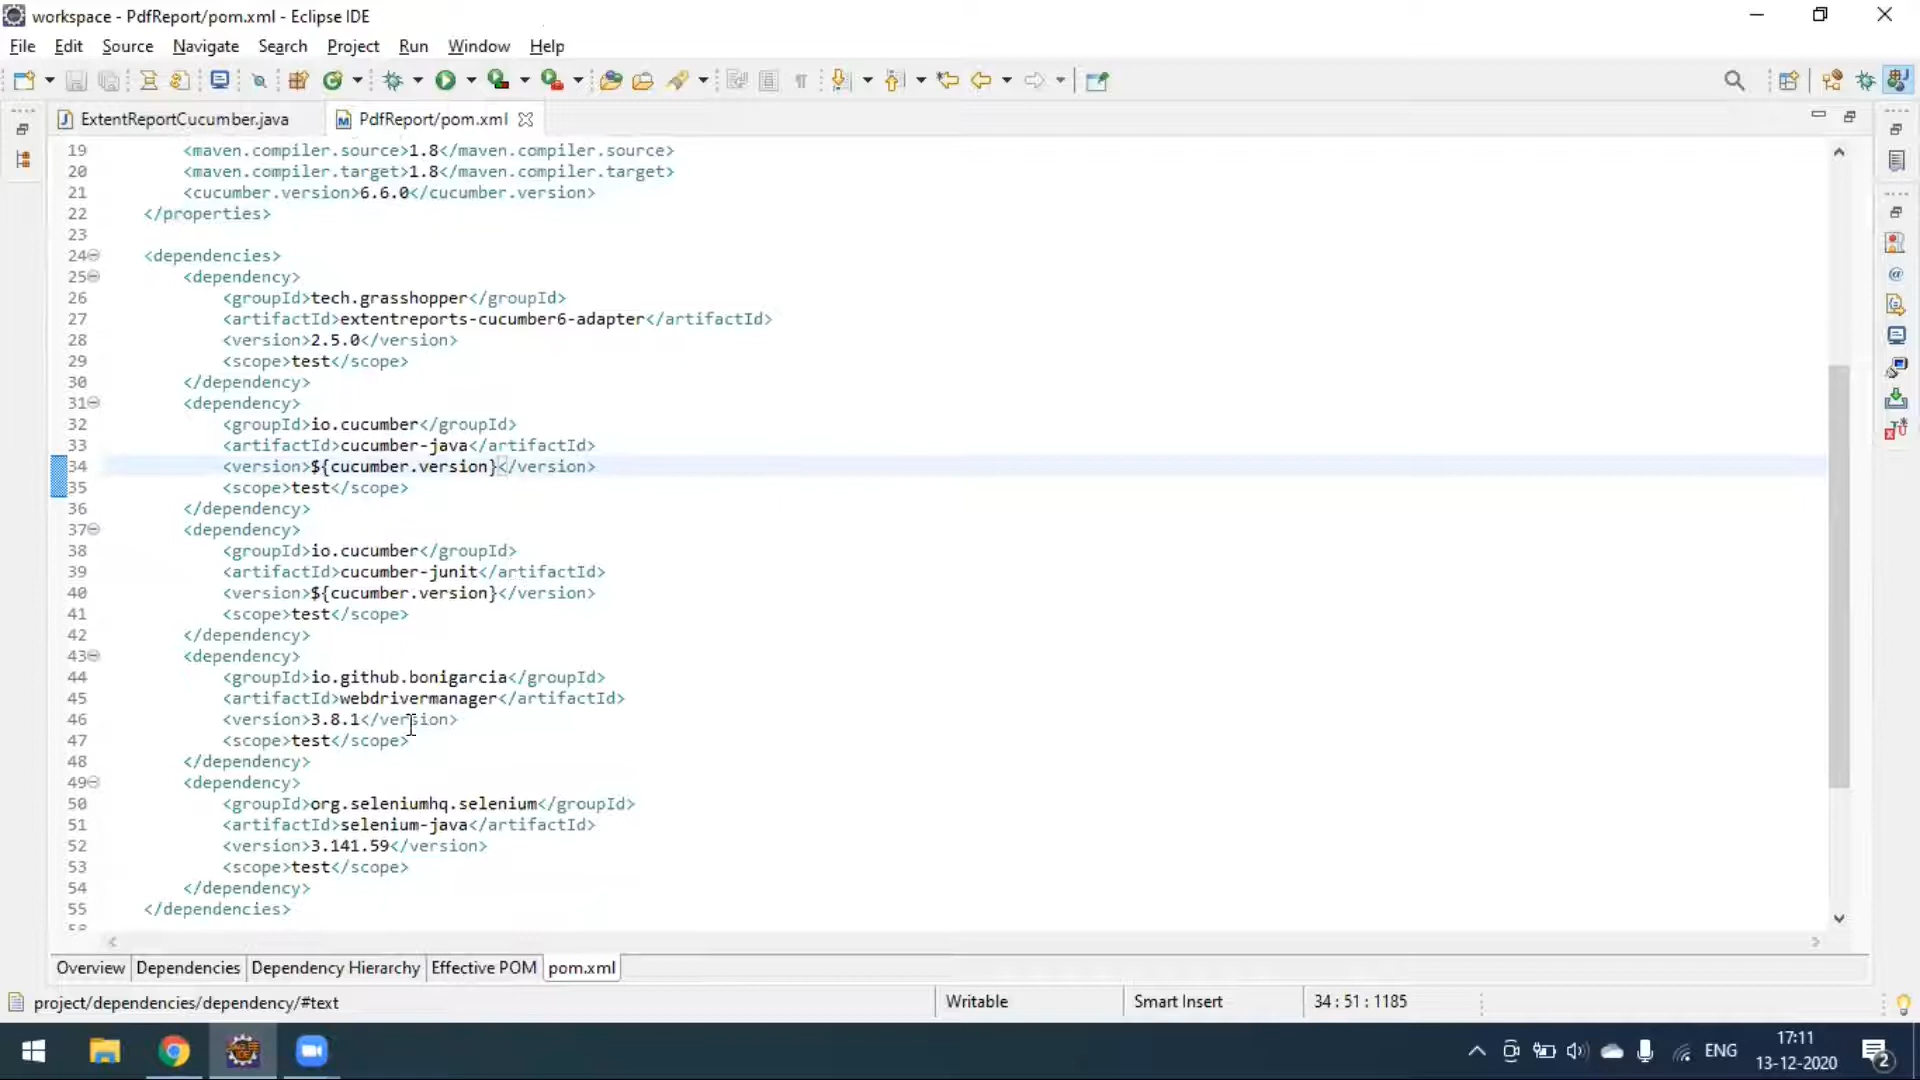 workspace - PdfReport/pom.xml - Eclipse IDE
File Edit Source Navigate Search Project Run Window Help
ExtentReportCucumber.java PdfReport/pom.xml
19 <maven.compiler.source>1.8</maven.compiler.source>
20 <maven.compiler.target>1.8</maven.compiler.target>
21 <cucumber.version>6.6.0</cucumber.version>
22 </properties>
23
24 <dependencies>
25 <dependency>
26 <groupId>tech.grasshopper</groupId>
27 <artifactId>extentreports-cucumber6-adapter</artifactId>
28 <version>2.5.0</version>
29 <scope>test</scope>
30 </dependency>
31 <dependency>
32 <groupId>io.cucumber</groupId>
33 <artifactId>cucumber-java</artifactId>
34 <version>${cucumber.version}</version>
35 <scope>test</scope>
36 </dependency>
37 <dependency>
38 <groupId>io.cucumber</groupId>
39 <artifactId>cucumber-junit</artifactId>
40 <version>${cucumber.version}</version>
41 <scope>test</scope>
42 </dependency>
43 <dependency>
44 <groupId>io.github.bonigarcia</groupId>
45 <artifactId>webdrivermanager</artifactId>
46 <version>3.8.1</version>
47 <scope>test</scope>
48 </dependency>
49 <dependency>
50 <groupId>org.seleniumhq.selenium</groupId>
51 <artifactId>selenium-java</artifactId>
52 <version>3.141.59</version>
53 <scope>test</scope>
54 </dependency>
55 </dependencies>
Overview Dependencies Dependency Hierarchy Effective POM pom.xml
project/dependencies/dependency/#text Writable Smart Insert 34 : 51 : 1185
ENG 17:11 2
13-12-2020